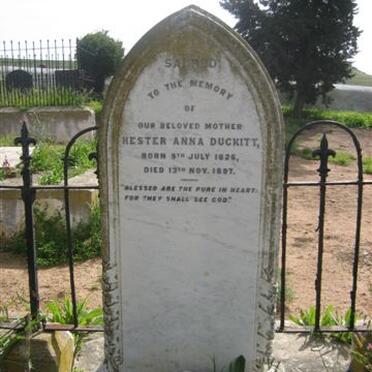 SACRED
TO THE MEMORY
OF
OUR BELOVED MOTHER
HESTER ANNA DUCKITT,
BORN 9TH JULY 1826,
DIED 13TH NOV. 1897.
"BLESSED ARE THE PURE IN HEART:
FOR THEY SHALL SEE GOD."